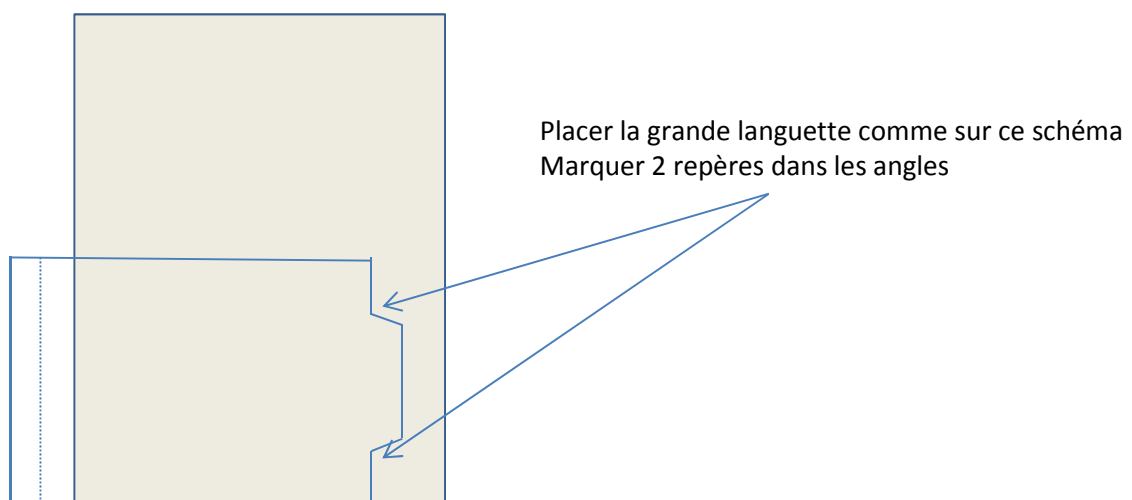 Placer la grande languette comme sur ce schéma
Marquer 2 repères dans les angles